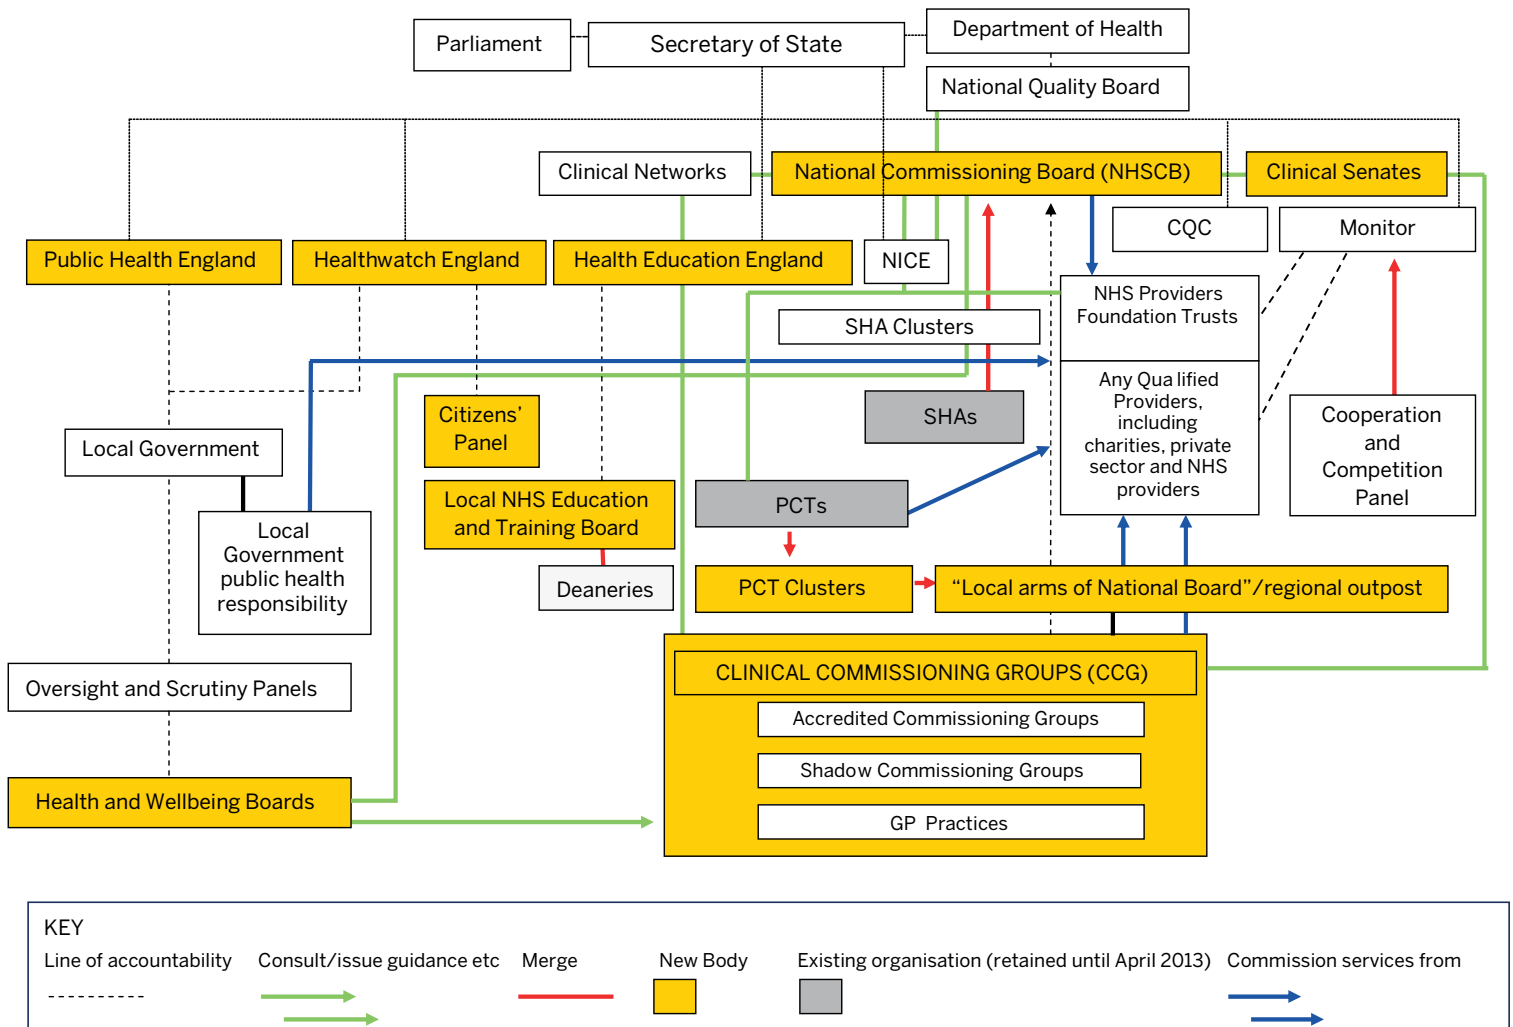 Parliament
Secretary of State
Department of Health
National Quality Board
Clinical Networks
National Commissioning Board (NHSCB)
Clinical Senates
CQC
Monitor
Public Health England
Healthwatch England
Health Education England
NICE
NHS Providers
Foundation Trusts
SHA Clusters
Any Qua lified
Providers,
including
charities, private
sector and NHS
providers
Citizens’
Panel
SHAs
Cooperation
and
Competition
Panel
Local Government
Local NHS Education
and Training Board
PCTs
Local
Government
public health
responsibility
Deaneries
PCT Clusters
“Local arms of National Board”/regional outpost
CLINICAL COMMISSIONING GROUPS (CCG)
Oversight and Scrutiny Panels
Accredited Commissioning Groups
Shadow Commissioning Groups
Health and Wellbeing Boards
GP Practices
KEY
Line of accountability
Consult/issue guidance etc
Merge
New Body
Existing organisation (retained until April 2013)
Commission services from